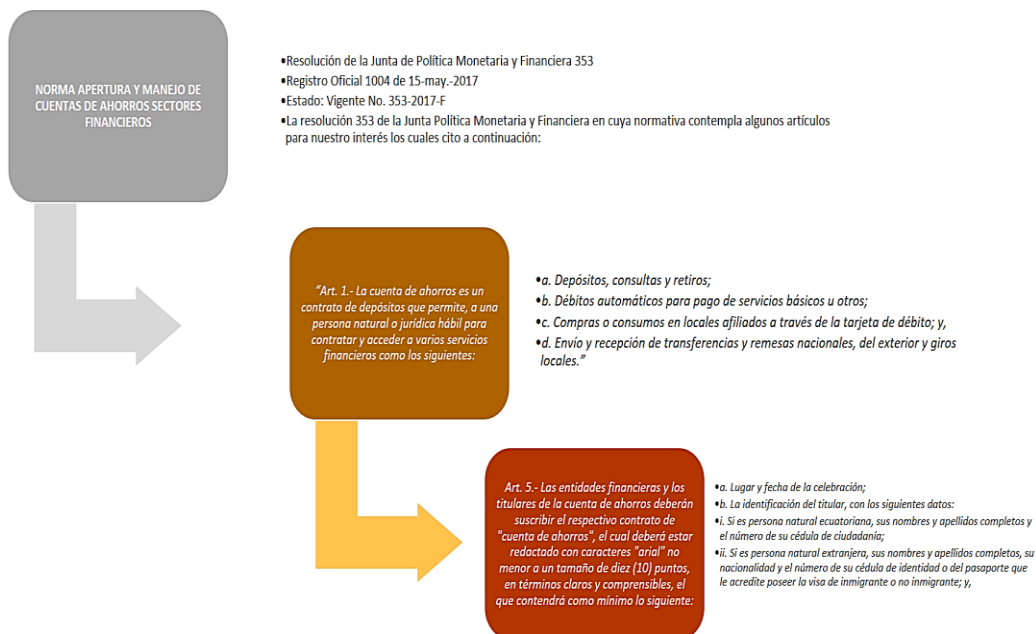 NORMA APERTURA Y MANEJO DE
CUENTAS DE AHORROS SECTORES
FINANCIEROS
•Resolución de la Junta de Política Monetaria y Financiera 353
•Registro Oficial 1004 de 15-may.-2017
•Estado: Vigente No. 353-2017-F
•La resolución 353 de la Junta Política Monetaria y Financiera en cuya normativa contempla algunos artículos
para nuestro interés los cuales cito a continuación:
"Art. 1.- La cuenta de ahorros es un
contrato de depósitos que permite, a una
persona natural o jurídica hábil para
contratar y acceder a varios servicios
financieros como los siguientes:
•a. Depósitos, consultas y retiros;
•b. Débitos automáticos para pago de servicios básicos u otros;
•c. Compras o consumos en locales afiliados a través de la tarjeta de débito; y,
•d. Envío y recepción de transferencias y remesas nacionales, del exterior y giros
locales."
Art. 5.- Las entidades financieras y los
titulares de la cuenta de ahorros deberán
suscribir el respectivo contrato de
"cuenta de ahorros", el cual deberá estar
redactado con caracteres "arial" no
menor a un tamaño de diez (10) puntos,
en términos claros y comprensibles, el
que contendrá como mínimo lo siguiente:
•a. Lugar y fecha de la celebración;
•b. La identificación del titular, con los siguientes datos:
•i. Si es persona natural ecuatoriana, sus nombres y apellidos completos y
el número de su cédula de ciudadanía;
•ii. Si es persona natural extranjera, sus nombres y apellidos completos, su
nacionalidad y el número de su cédula de identidad o del pasaporte que
le acredite poseer la visa de inmigrante o no inmigrante; y,